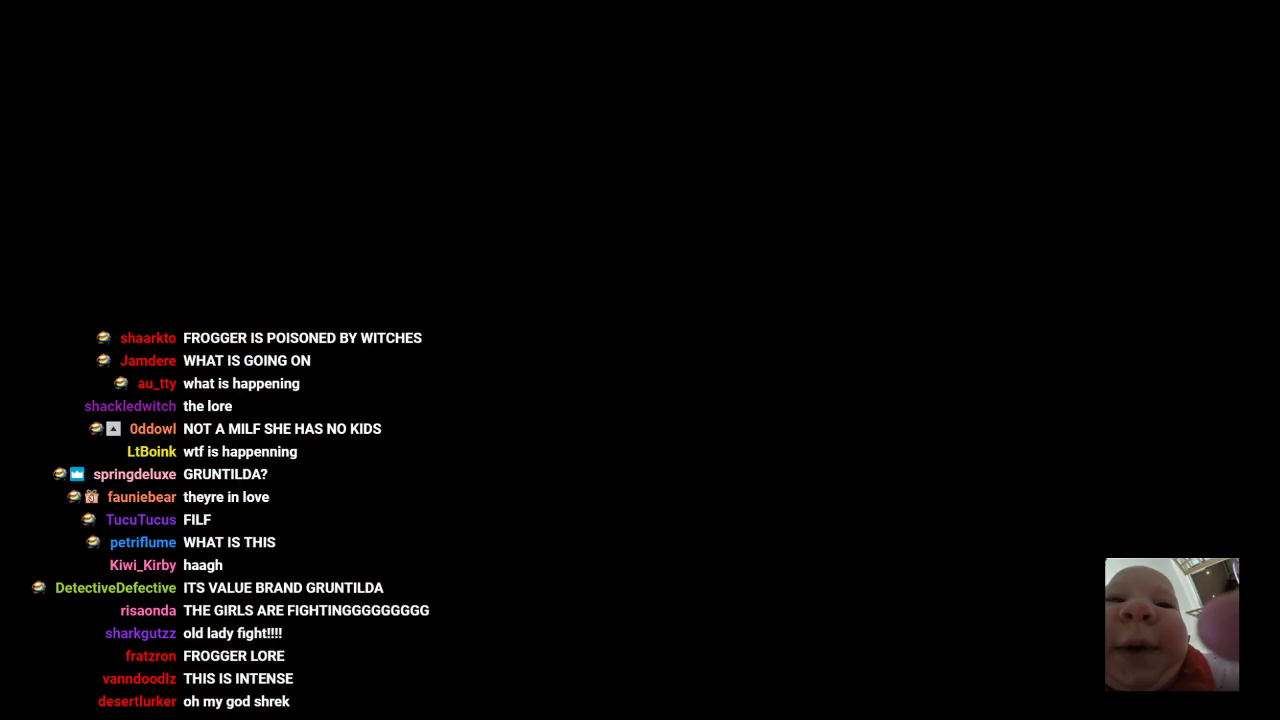 shaarkto FROGGER IS POISONED BY WITCHES
Jamdere WHAT IS GOING ON
au_tty what is happening
shackledwitch the lore
0ddowl NOT A MILF SHE HAS NO KIDS
LtBoink wtf is happenning
springdeluxe GRUNTILDA?
fauniebear theyre in love
TucuTucus FILF
petriflume WHAT IS THIS
Kiwi_Kirby haagh
DetectiveDefective ITS VALUE BRAND GRUNTILDA
risaonda THE GIRLS ARE FIGHTINGGGGGGGGG
sharkgutzz old lady fight!!!!
fratzron FROGGER LORE
vanndoodlz THIS IS INTENSE
desertlurker oh my god shrek